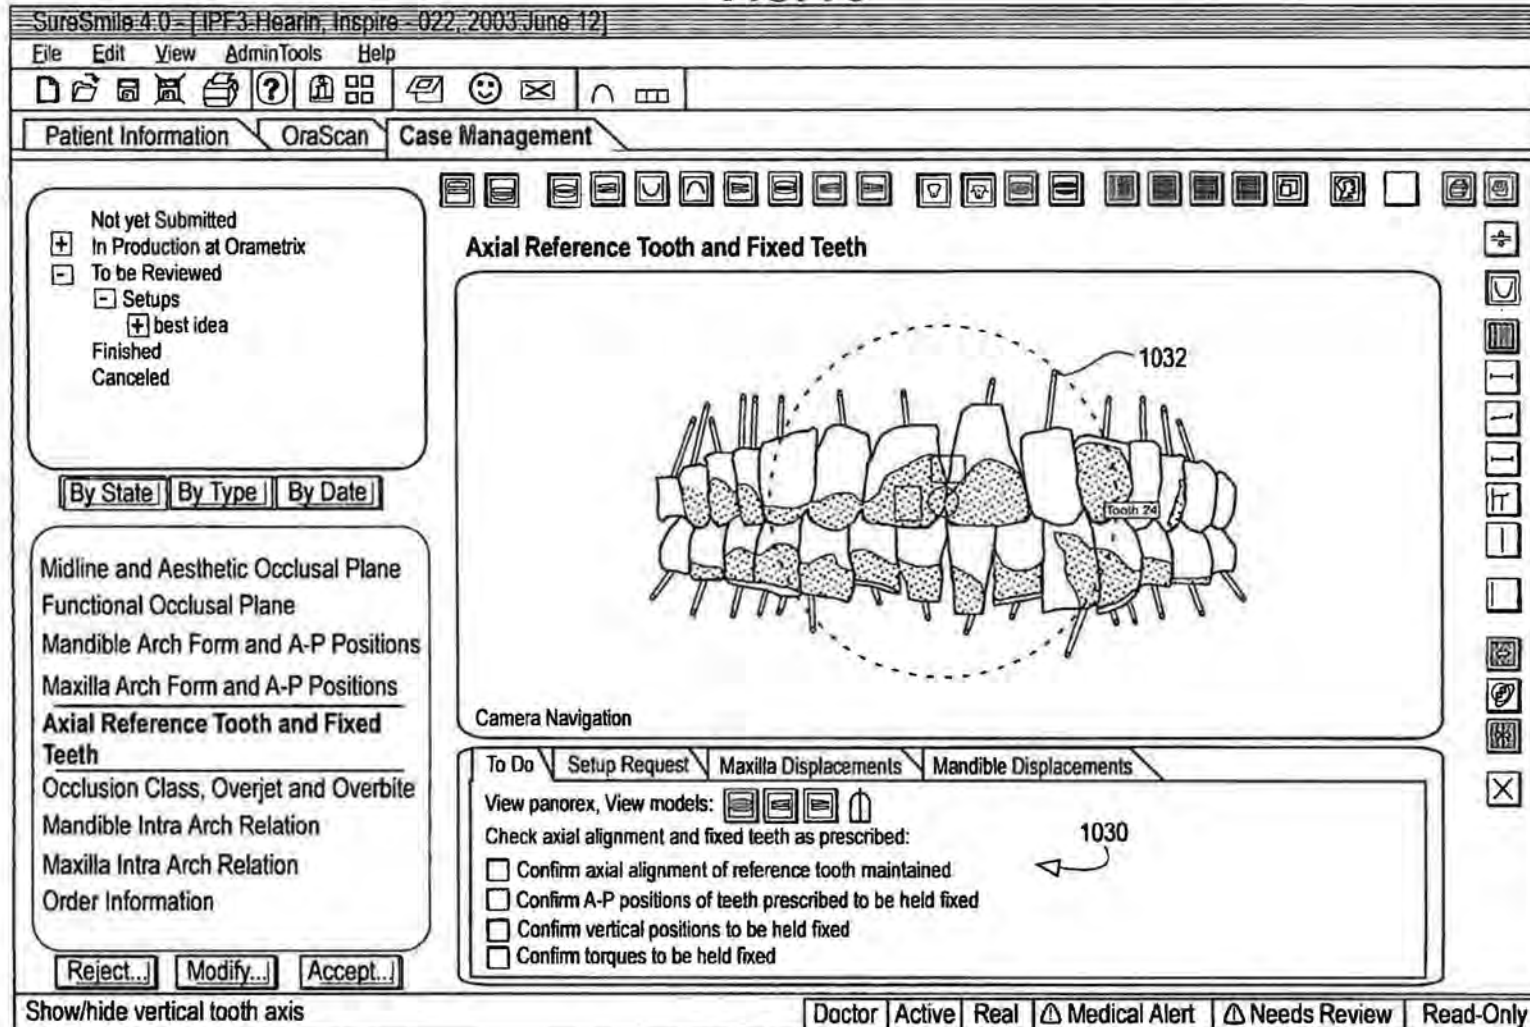 SureSmile 4.0 - [ IPF3-Hearin, Inspire - 022, 2003 June 12]
File Edit View AdminTools Help
Patient Information OraScan Case Management
Not yet Submitted
In Production at Orametrix
To be Reviewed
Setups
best idea
Finished
Canceled
By State By Type By Date
Midline and Aesthetic Occlusal Plane
Functional Occlusal Plane
Mandible Arch Form and A-P Positions
Maxilla Arch Form and A-P Positions
Axial Reference Tooth and Fixed
Teeth
Occlusion Class, Overjet and Overbite
Mandible Intra Arch Relation
Maxilla Intra Arch Relation
Order Information
Reject... Modify... Accept...
Axial Reference Tooth and Fixed Teeth
1032
Tooth 24
Camera Navigation
To Do Setup Request Maxilla Displacements Mandible Displacements
View panorex, View models:
Check axial alignment and fixed teeth as prescribed:
1030
Confirm axial alignment of reference tooth maintained
Confirm A-P positions of teeth prescribed to be held fixed
Confirm vertical positions to be held fixed
Confirm torques to be held fixed
Show/hide vertical tooth axis
Doctor Active Real Medical Alert Needs Review Read-Only